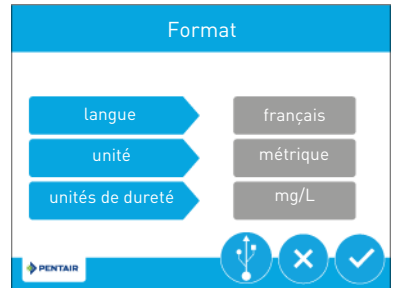 Format
langue
français
unité
métrique
unités de dureté
mg/L
PENTAIR